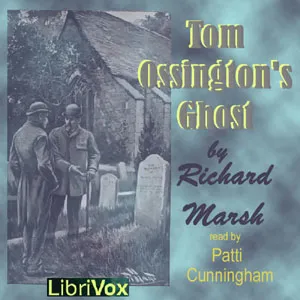 Tom
Ossington's
Ghost
by
Richard
Marsh
read by
Patti
Cunningham
LibriVox